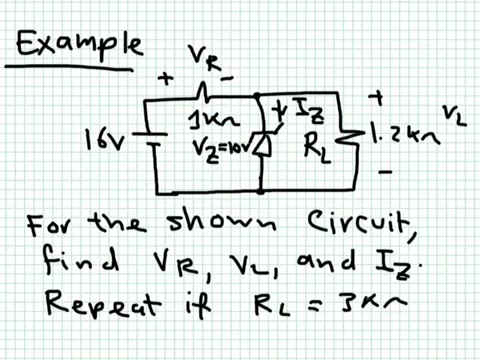 Example
VR
+ -
1KΩ
IZ
+
16V
VZ=10V
RL
1.2KΩ
VL
-
For the shown Circuit,
find VR, VL, and IZ.
Repeat if RL = 3KΩ